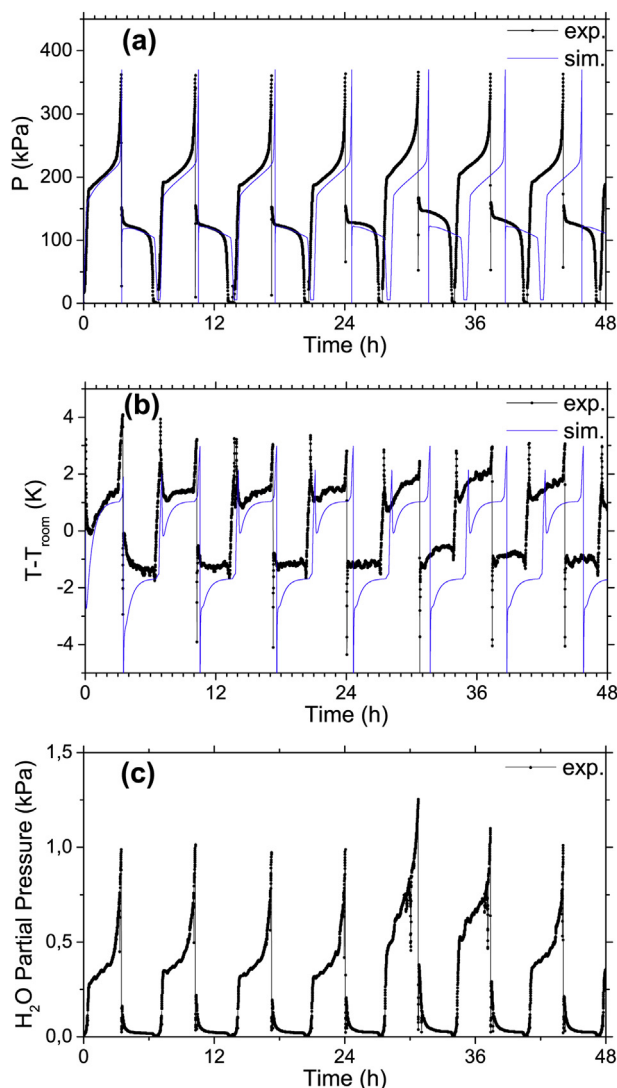 (a)
exp.
sim.
400
300
200
100
0
P (kPa)
0 12 24 36 48
Time (h)
(b)
exp.
sim.
4
2
0
-2
-4
T-Troom (K)
0 12 24 36 48
Time (h)
(c)
exp.
1,5
1,0
0,5
0,0
H2O Partial Pressure (kPa)
0 12 24 36 48
Time (h)